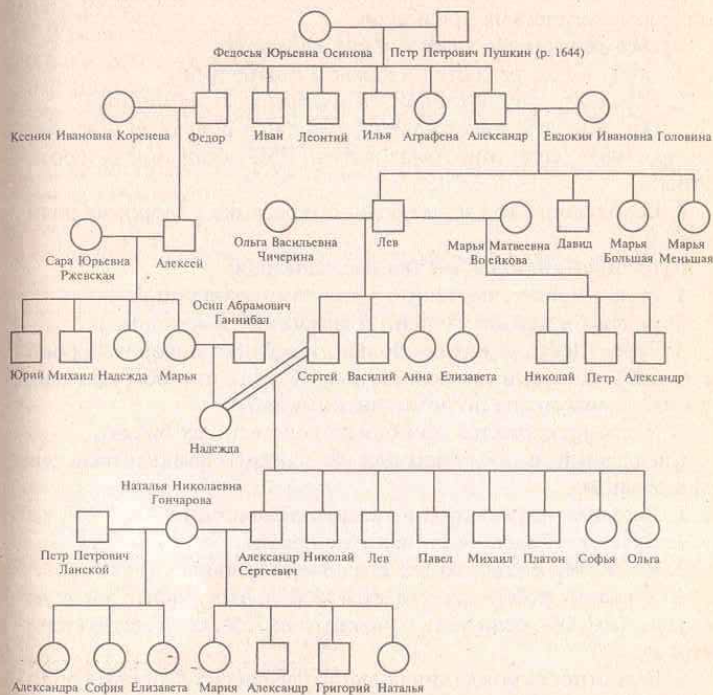 Федосья Юрьевна Осинова Петр Петрович Пушкин (р. 1644)
Ксения Ивановна Коренева Федор Иван Леонтий Илья Аграфена Александр Евдокия Ивановна Головина
Сара Юрьевна
Ржевская
Алексей
Ольга Васильевна
Чичерина
Лев
Марья Матвеевна
Воейкова
Давид
Марья
Большая
Марья
Меньшая
Осип Абрамович
Ганнибал
Юрий Михаил Надежда Марья Сергей Василий Анна Елизавета Николай Петр Александр
Надежда
Наталья Николаевна
Гончарова
Петр Петрович
Ланской
Александр
Сергеевич
Николай Лев Павел Михаил Платон Софья Ольга
Александра София Елизавета Мария Александр Григорий Наталья